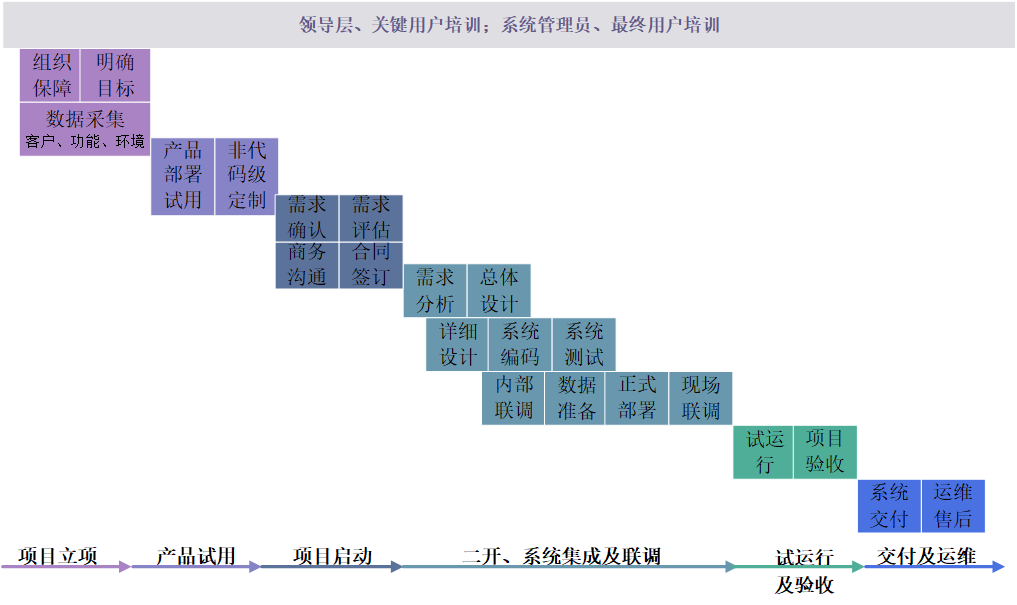 领导层、关键用户培训；系统管理员、最终用户培训
组织
保障
明确
目标
数据采集
客户、功能、环境
产品
部署
试用
非代
码级
定制
需求
确认
需求
评估
商务
沟通
合同
签订
需求
分析
总体
设计
详细
设计
系统
编码
系统
测试
内部
联调
数据
准备
正式
部署
现场
联调
试运
行
项目
验收
系统
交付
运维
售后
项目立项
产品试用
项目启动
二开、系统集成及联调
试运行
及验收
交付及运维